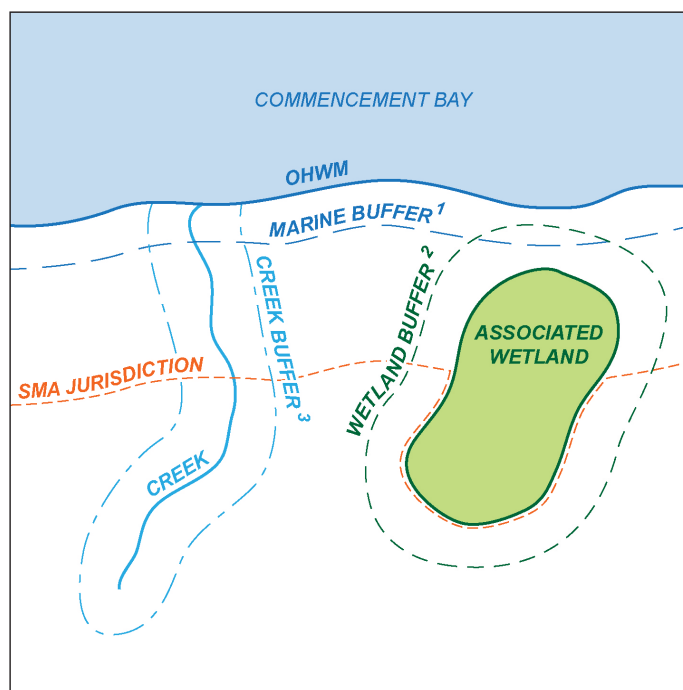 COMMENCEMENT BAY
OHWM
MARINE BUFFER 1
CREEK BUFFER 3
WETLAND BUFFER 2
ASSOCIATED
WETLAND
SMA JURISDICTION
CREEK